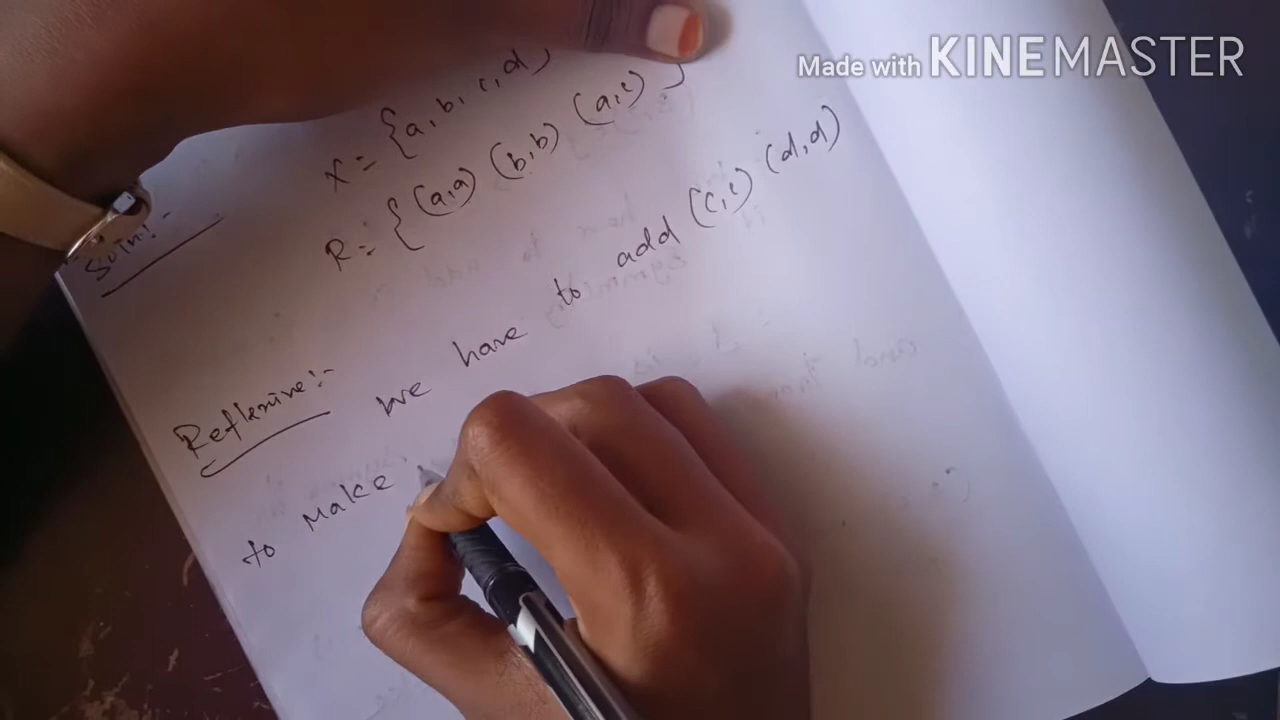 Made with KINEMASTER
X = {a, b, c, d}
R = { (a,a) (b,b) (a,c) }
Soln:-
Reflexive:- we have to add (c,c) (d,d)
to make